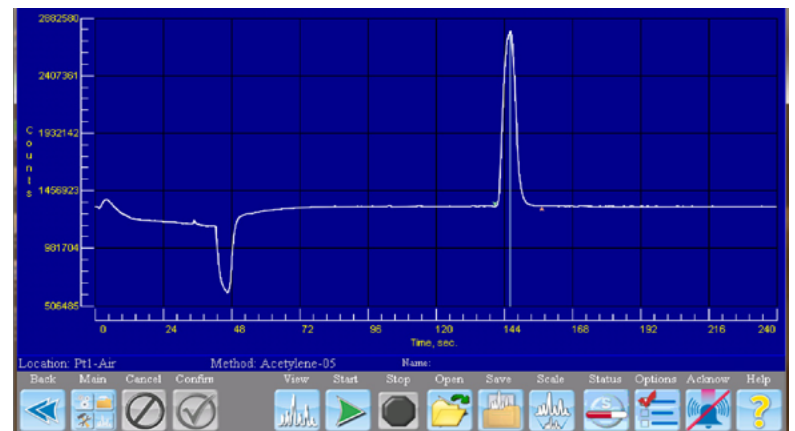 2882580
2407361
Counts
1932142
1456923
981704
506485
0 24 48 72 96 120 144 168 192 216 240
Time, sec.
Location: Pt1-Air Method: Acetylene-05 Name:
Back Main Cancel Confirm View Start Stop Open Save Scale Status Options Acknow Help
S
?